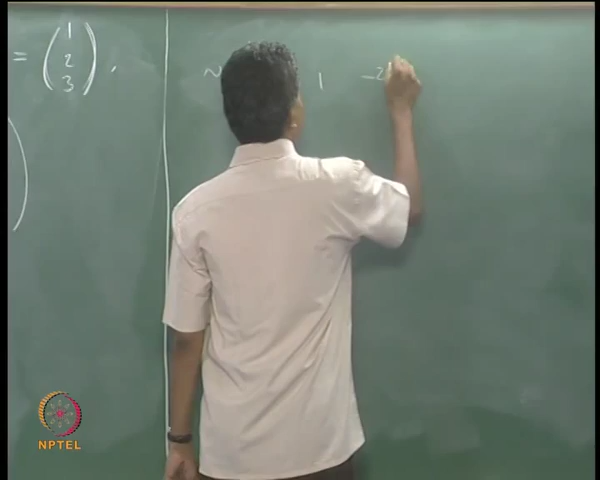 = (1 2 3),
~ 1 -2
NPTEL